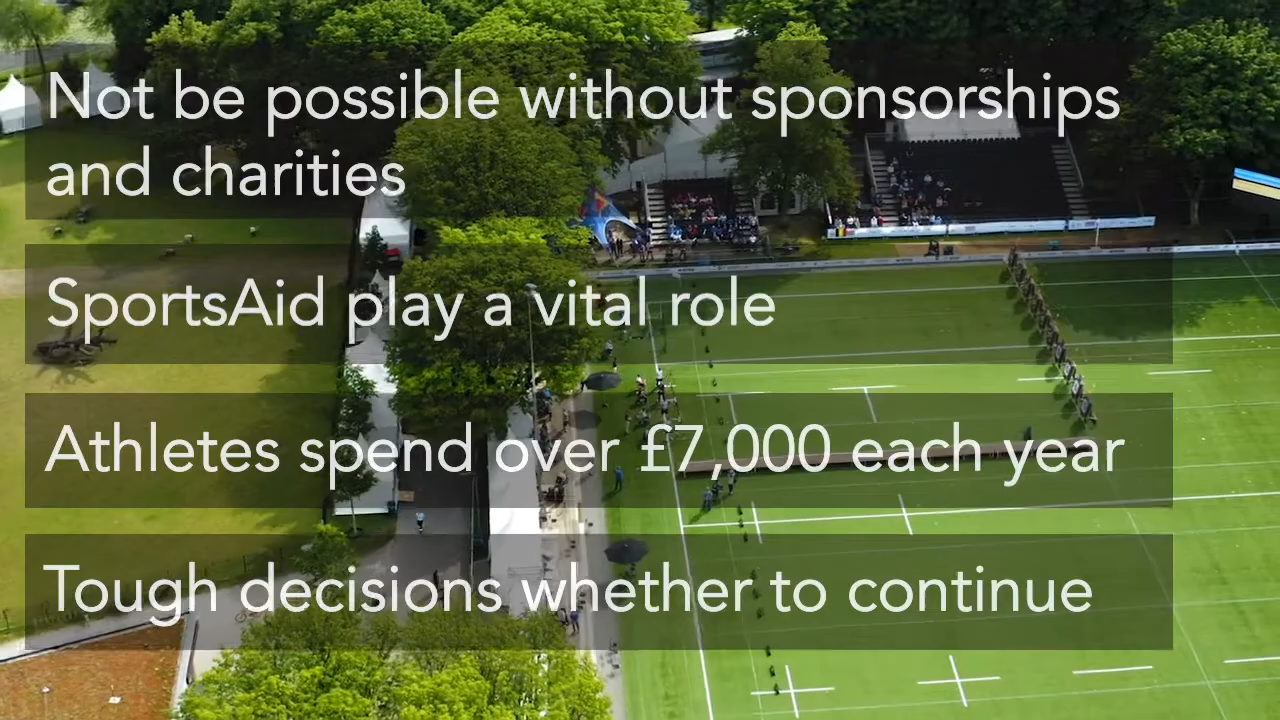 Not be possible without sponsorships
and charities
SportsAid play a vital role
Athletes spend over £7,000 each year
Tough decisions whether to continue